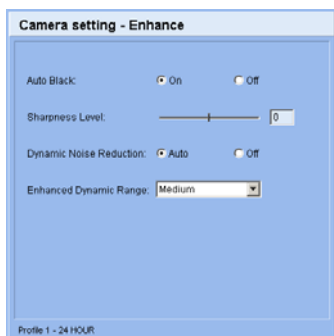 Camera setting - Enhance
Auto Black: On Off
Sharpness Level: 0
Dynamic Noise Reduction: Auto Off
Enhanced Dynamic Range: Medium
Profile 1 - 24 HOUR